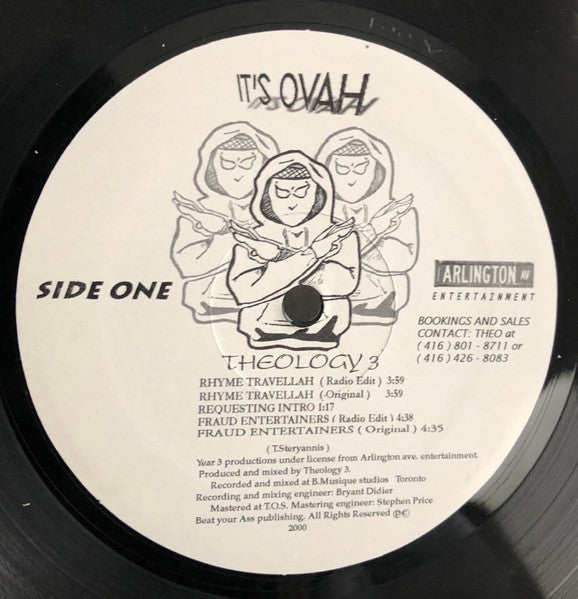 IT'S OVAH
SIDE ONE
ARLINGTON AV
ENTERTAINMENT
BOOKINGS AND SALES
CONTACT: THEO at
( 416 ) 801 - 8711 or
( 416 ) 426 - 8083
THEOLOGY 3
RHYME TRAVELLAH ( Radio Edit ) 3:59
RHYME TRAVELLAH (-Original ) 3:59
REQUESTING INTRO 1:17
FRAUD ENTERTAINERS ( Radio Edit ) 4:38
FRAUD ENTERTAINERS ( Original ) 4:35
( T.Steryannis )
Year 3 productions under license from Arlington ave. entertainment.
Produced and mixed by Theology 3.
Recorded and mixed at B.Musique studios Toronto
Recording and mixing engineer: Bryant Didier
Mastered at T.O.S. Mastering engineer: Stephen Price
Beat your Ass publishing. All Rights Reserved ℗©
2000